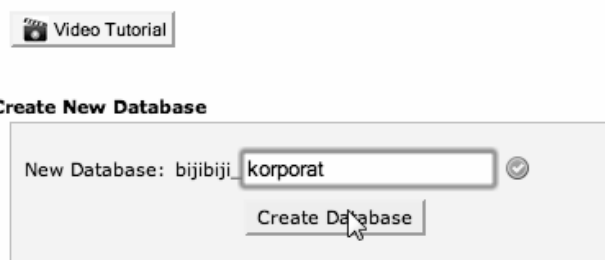 Video Tutorial
Create New Database
New Database: bijibiji_ korporat
Create Database